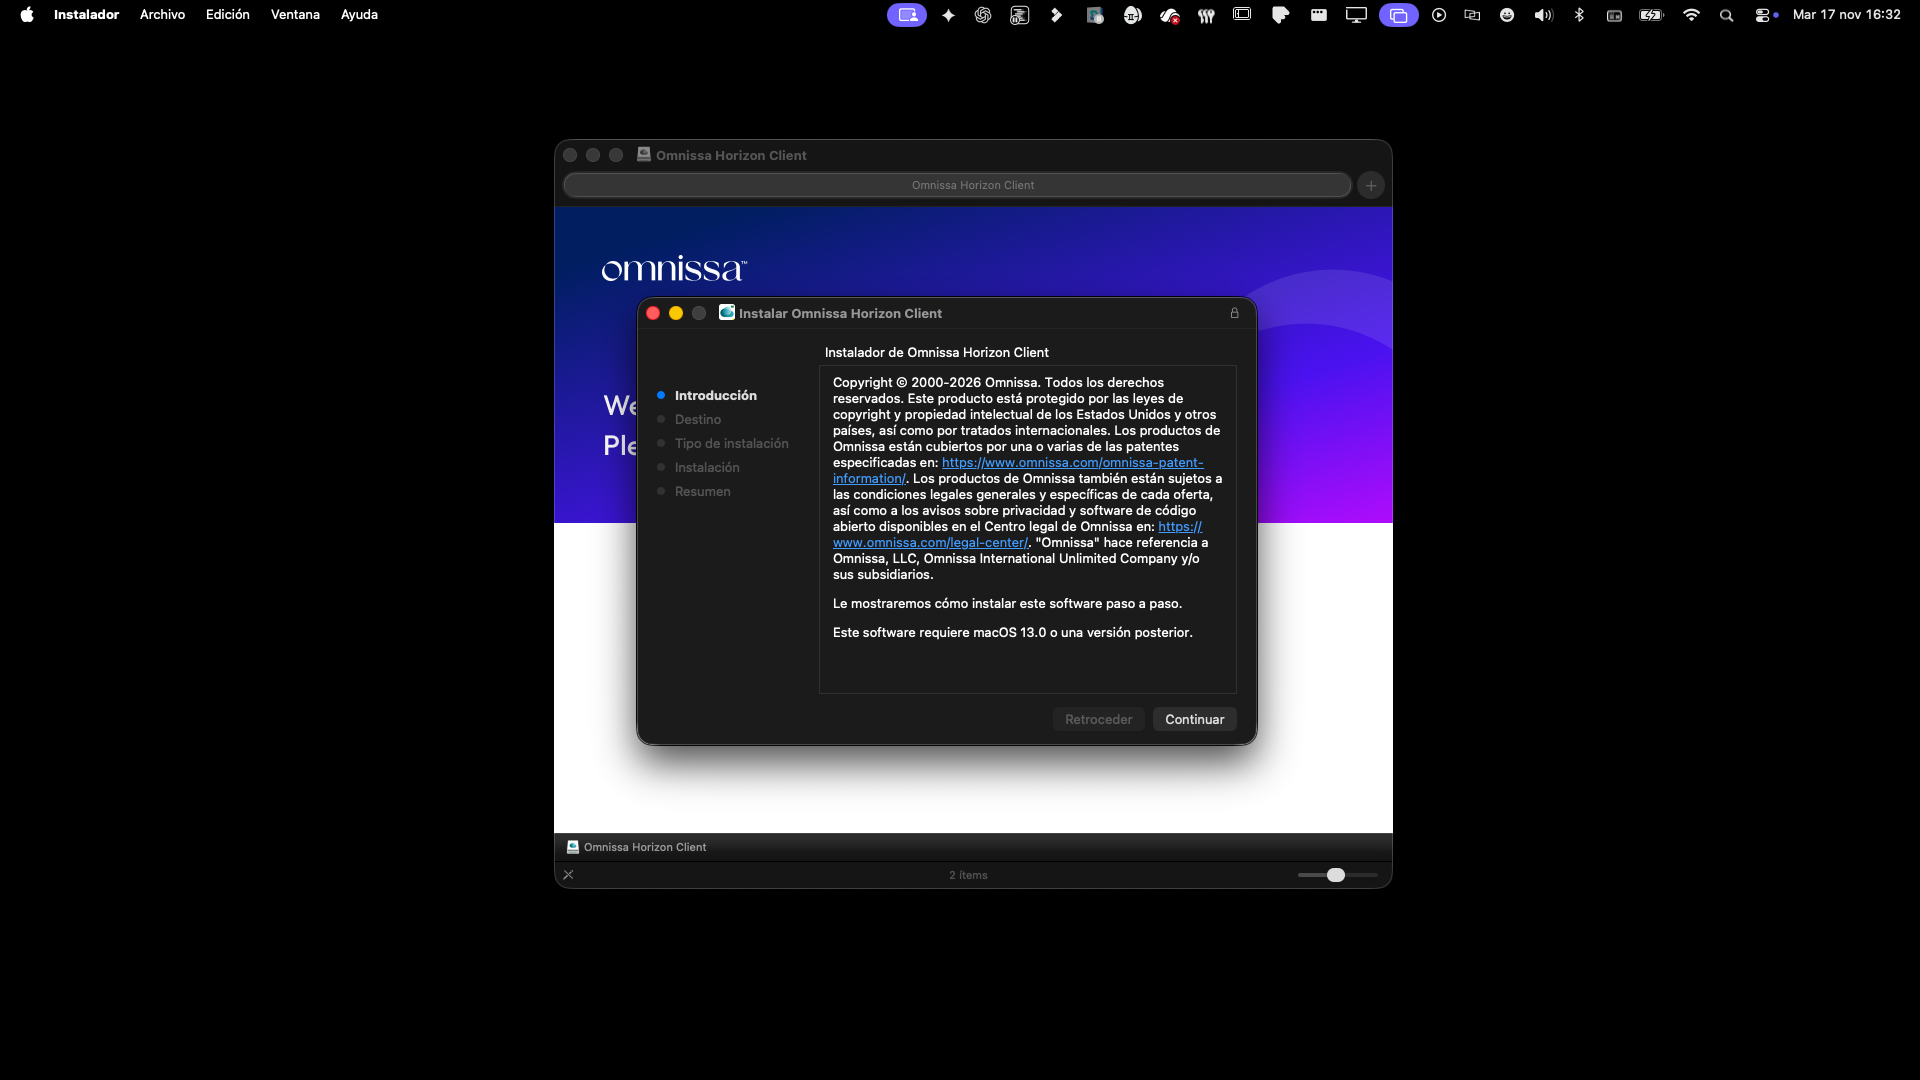 Instalador Archivo Edición Ventana Ayuda Mar 17 nov 16:32
Omnissa Horizon Client
Omnissa Horizon Client
omnissa™
We
Ple
Instalar Omnissa Horizon Client
Instalador de Omnissa Horizon Client
Introducción
Destino
Tipo de instalación
Instalación
Resumen
Copyright © 2000-2026 Omnissa. Todos los derechos
reservados. Este producto está protegido por las leyes de
copyright y propiedad intelectual de los Estados Unidos y otros
países, así como por tratados internacionales. Los productos de
Omnissa están cubiertos por una o varias de las patentes
especificadas en: https://www.omnissa.com/omnissa-patent-
information/. Los productos de Omnissa también están sujetos a
las condiciones legales generales y específicas de cada oferta,
así como a los avisos sobre privacidad y software de código
abierto disponibles en el Centro legal de Omnissa en: https://
www.omnissa.com/legal-center/. "Omnissa" hace referencia a
Omnissa, LLC, Omnissa International Unlimited Company y/o
sus subsidiarios.
Le mostraremos cómo instalar este software paso a paso.
Este software requiere macOS 13.0 o una versión posterior.
Retroceder Continuar
Omnissa Horizon Client
2 ítems